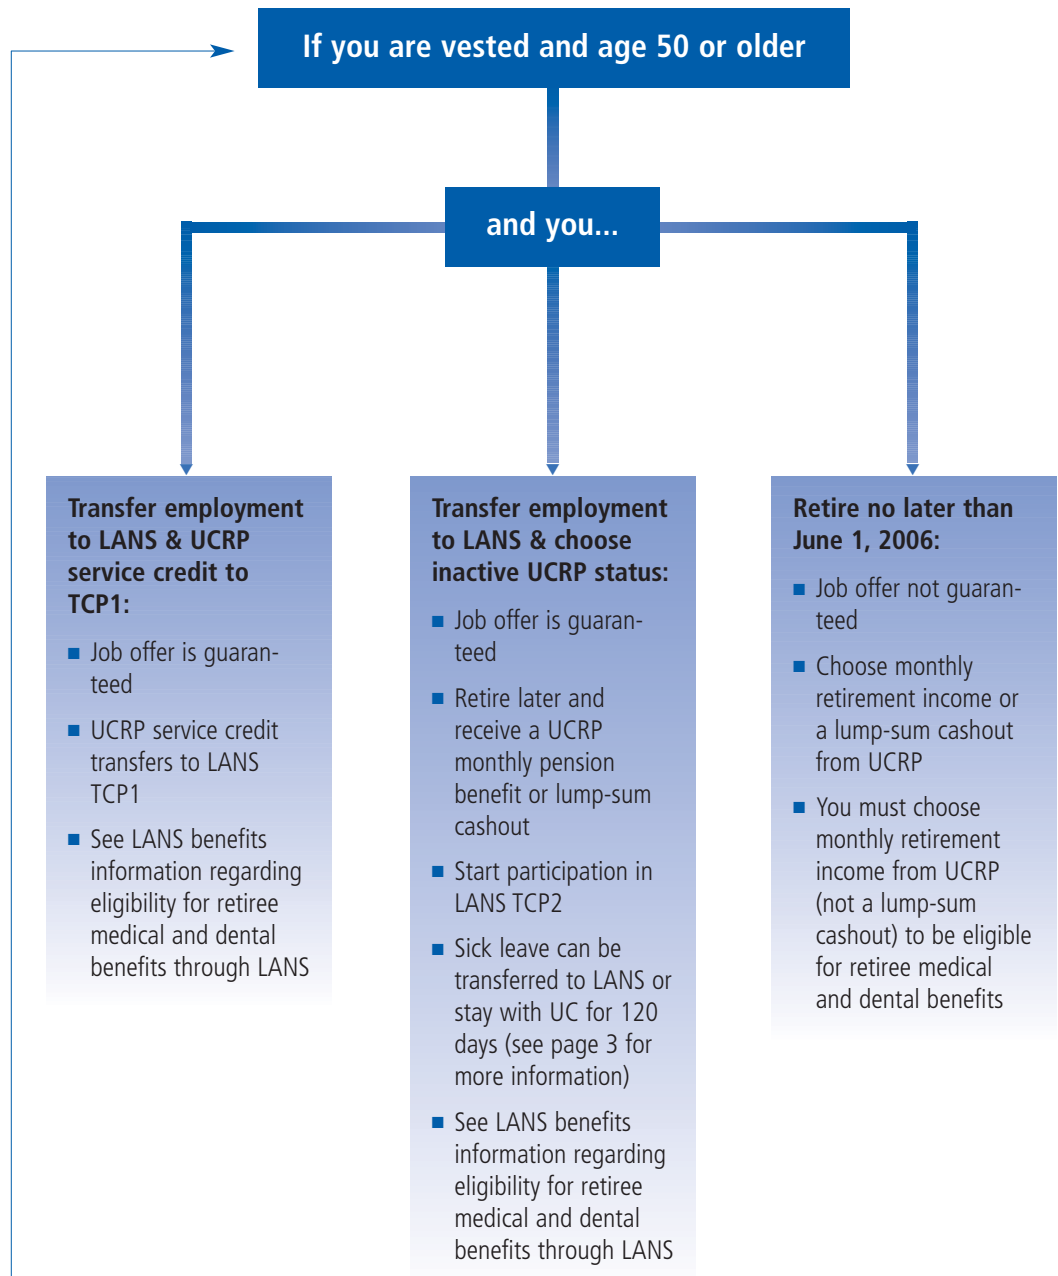 If you are vested and age 50 or older
and you...
Transfer employment
to LANS & UCRP
service credit to
TCP1:
■ Job offer is guaran-
teed
■ UCRP service credit
transfers to LANS
TCP1
■ See LANS benefits
information regarding
eligibility for retiree
medical and dental
benefits through LANS
Transfer employment
to LANS & choose
inactive UCRP status:
■ Job offer is guaran-
teed
■ Retire later and
receive a UCRP
monthly pension
benefit or lump-sum
cashout
■ Start participation in
LANS TCP2
■ Sick leave can be
transferred to LANS or
stay with UC for 120
days (see page 3 for
more information)
■ See LANS benefits
information regarding
eligibility for retiree
medical and dental
benefits through LANS
Retire no later than
June 1, 2006:
■ Job offer not guaran-
teed
■ Choose monthly
retirement income or
a lump-sum cashout
from UCRP
■ You must choose
monthly retirement
income from UCRP
(not a lump-sum
cashout) to be eligible
for retiree medical
and dental benefits